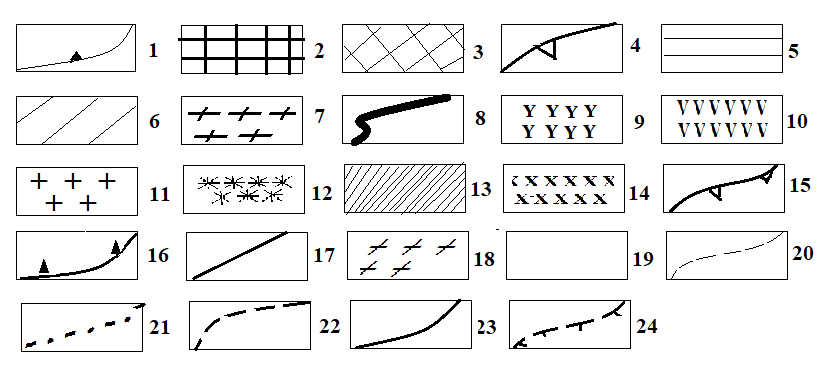 1 2 3 4 5
6 7 8 9 10
Y Y Y Y
Y Y Y Y
V V V V V V
V V V V V V
11 12 13 14 15
X X X X X X
X X X X X X
16 17 18 19 20
21 22 23 24